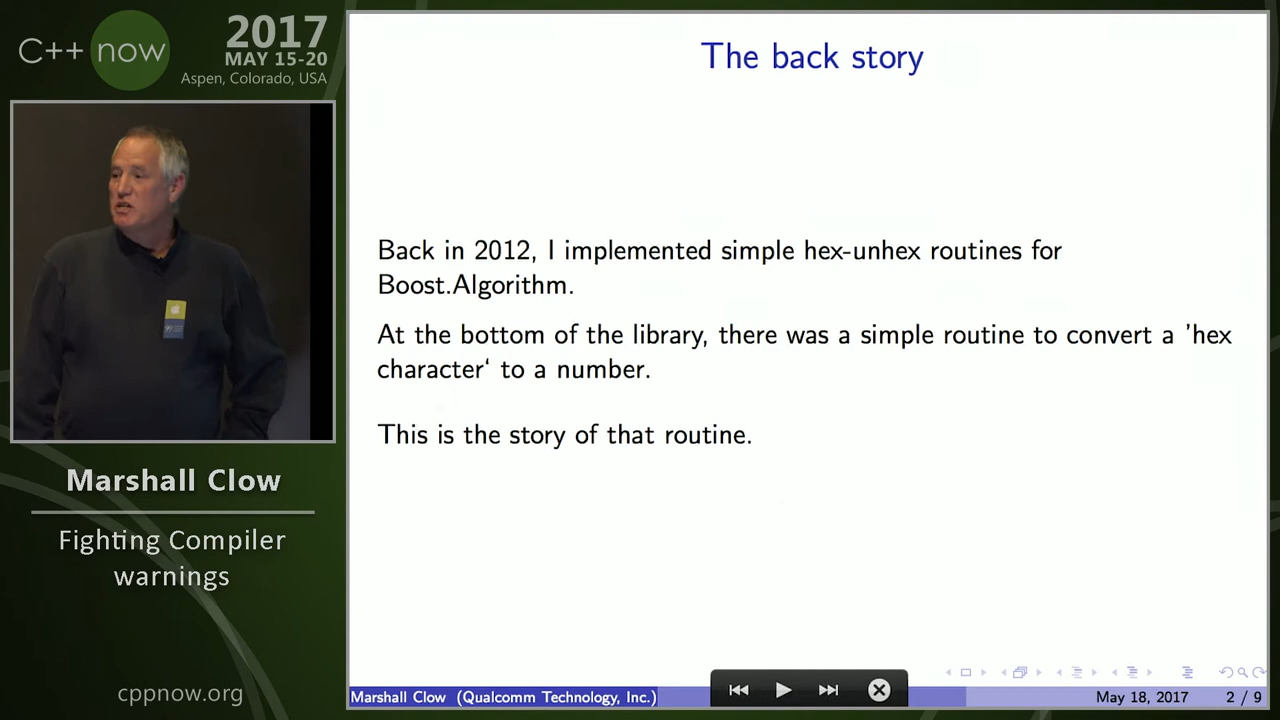 C++ now
2017
MAY 15-20
Aspen, Colorado, USA
Marshall Clow
Fighting Compiler
warnings
cppnow.org
The back story
Back in 2012, I implemented simple hex-unhex routines for
Boost.Algorithm.
At the bottom of the library, there was a simple routine to convert a 'hex
character‘ to a number.
This is the story of that routine.
Marshall Clow (Qualcomm Technology, Inc.)
May 18, 2017
2 / 9